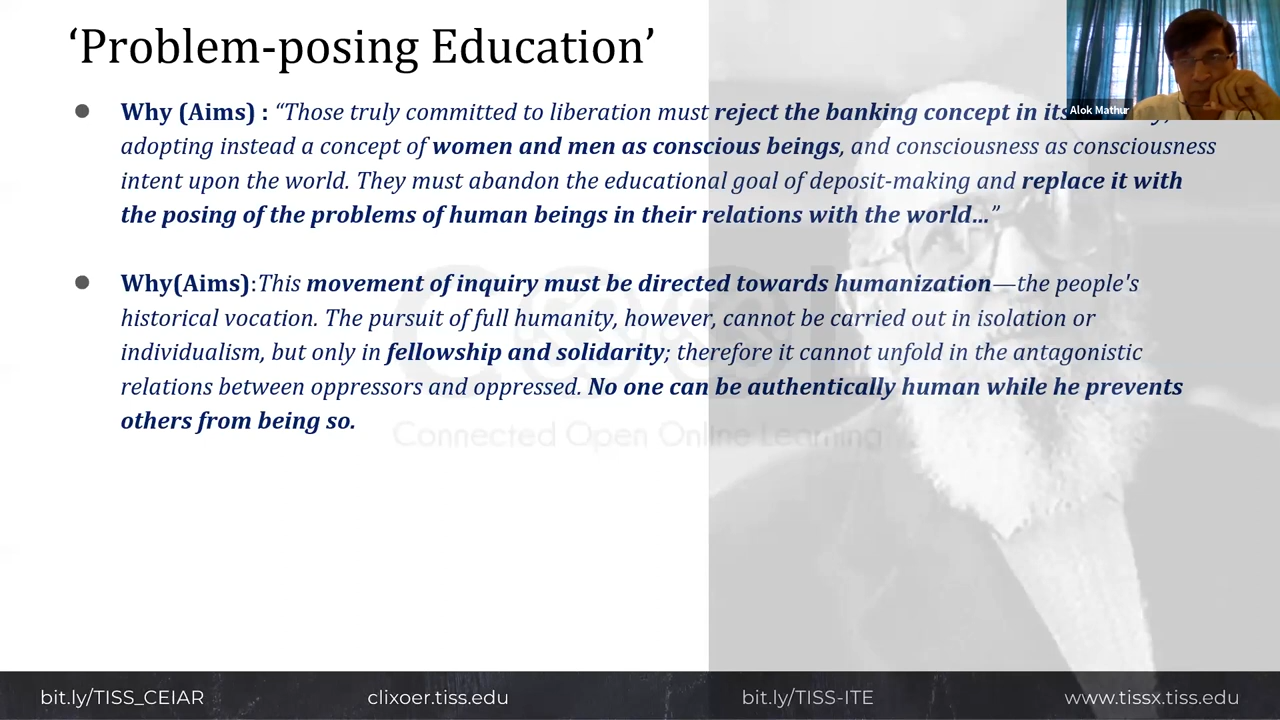 ‘Problem-posing Education’
Alok Mathur
● Why (Aims) : “Those truly committed to liberation must reject the banking concept in its
adopting instead a concept of women and men as conscious beings, and consciousness as consciousness
intent upon the world. They must abandon the educational goal of deposit-making and replace it with
the posing of the problems of human beings in their relations with the world…”
● Why(Aims):This movement of inquiry must be directed towards humanization—the people's
historical vocation. The pursuit of full humanity, however, cannot be carried out in isolation or
individualism, but only in fellowship and solidarity; therefore it cannot unfold in the antagonistic
relations between oppressors and oppressed. No one can be authentically human while he prevents
others from being so.
Connected Open Online Learning
bit.ly/TISS_CEIAR clixoer.tiss.edu bit.ly/TISS-ITE www.tissx.tiss.edu